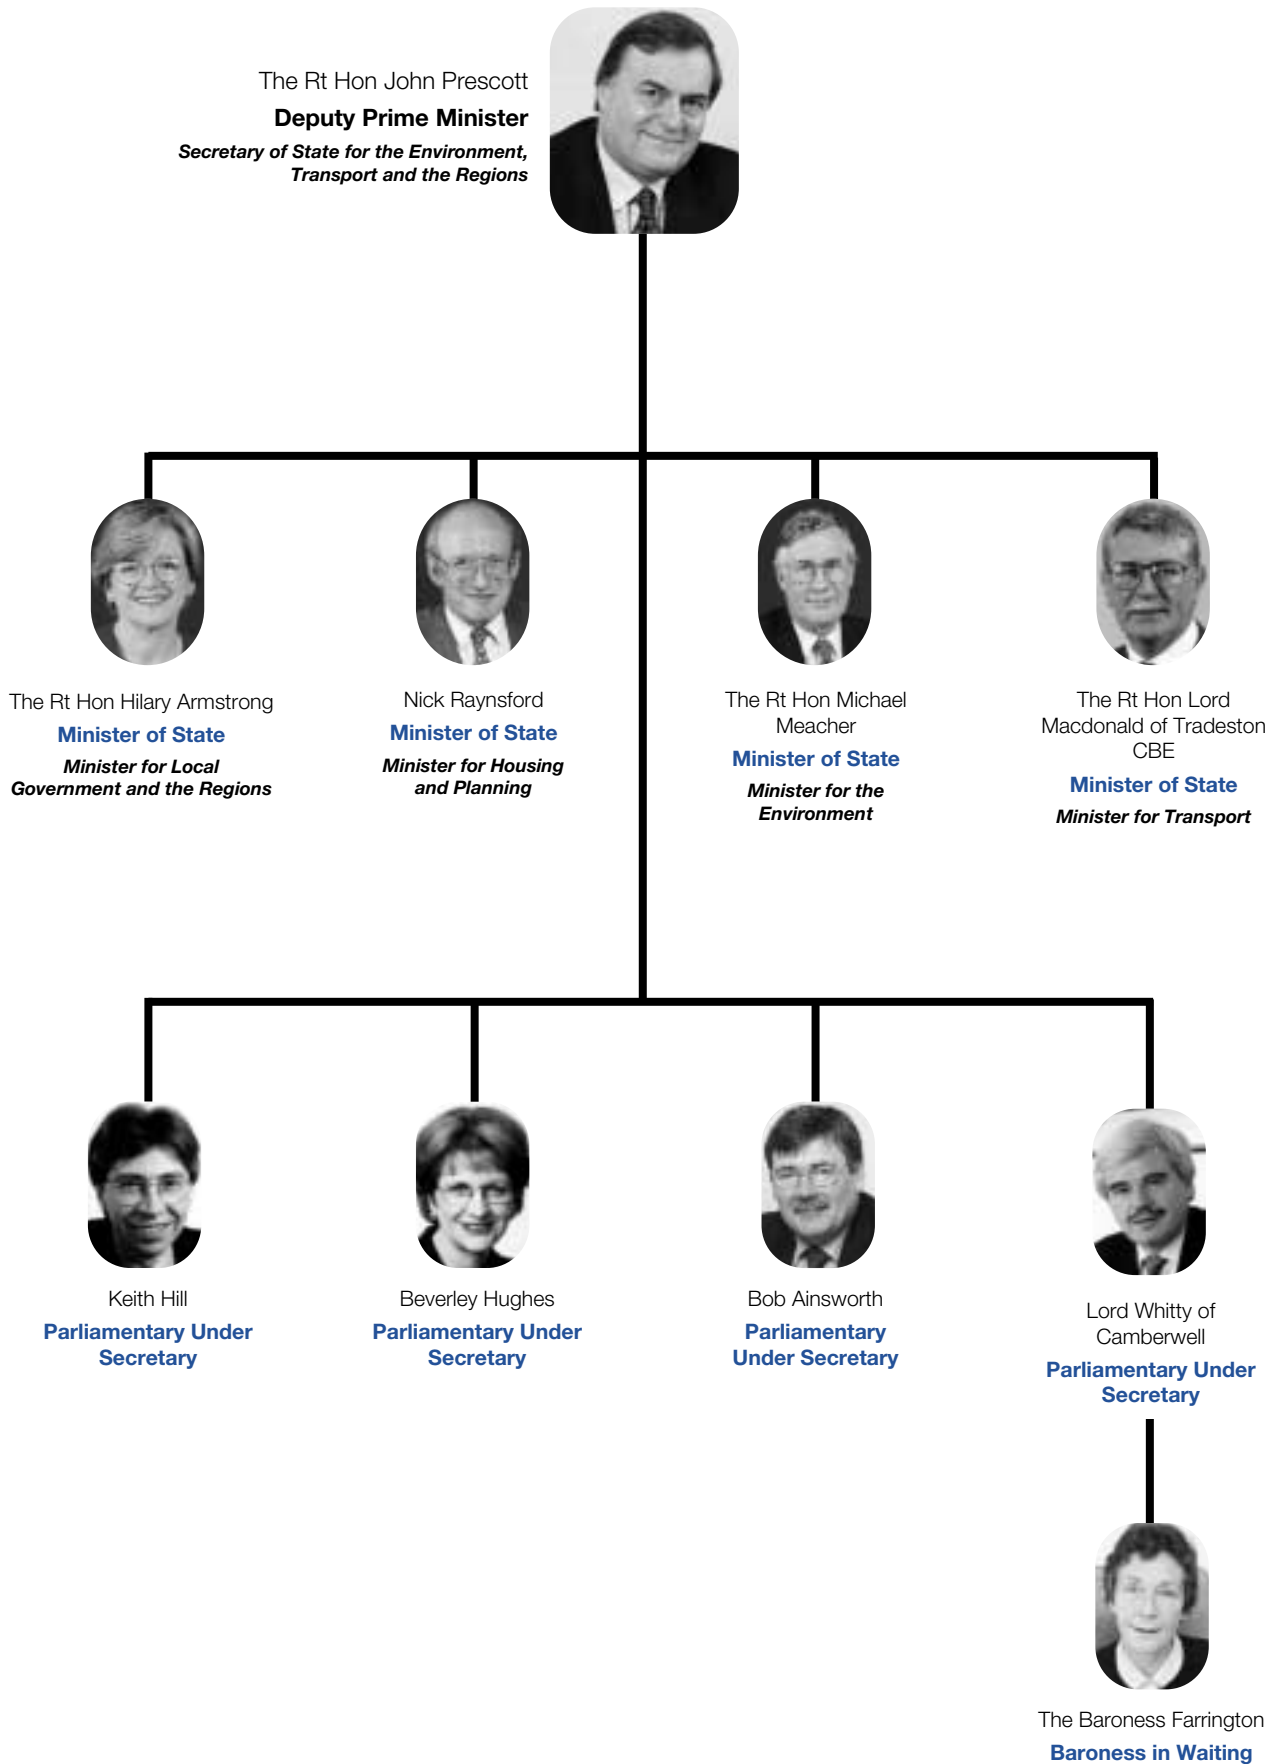 The Rt Hon John Prescott
Deputy Prime Minister
Secretary of State for the Environment,
Transport and the Regions
The Rt Hon Hilary Armstrong
Minister of State
Minister for Local
Government and the Regions
Nick Raynsford
Minister of State
Minister for Housing
and Planning
The Rt Hon Michael
Meacher
Minister of State
Minister for the
Environment
The Rt Hon Lord
Macdonald of Tradeston
CBE
Minister of State
Minister for Transport
Keith Hill
Parliamentary Under
Secretary
Beverley Hughes
Parliamentary Under
Secretary
Bob Ainsworth
Parliamentary
Under Secretary
Lord Whitty of
Camberwell
Parliamentary Under
Secretary
The Baroness Farrington
Baroness in Waiting